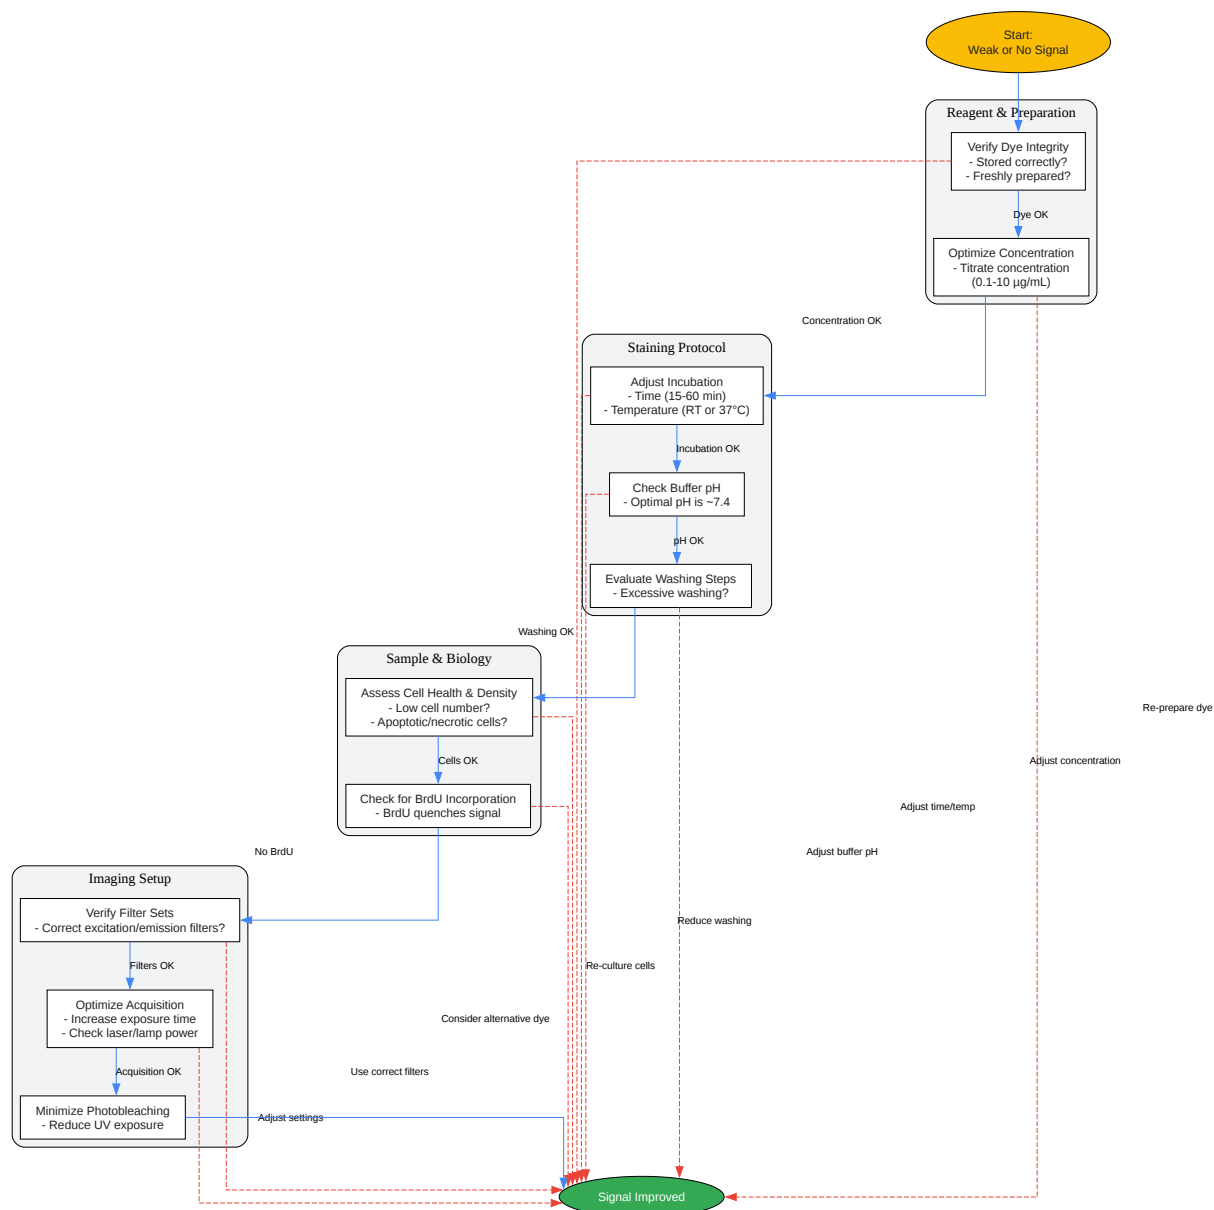 Start:
Weak or No Signal
Reagent & Preparation
Verify Dye Integrity
- Stored correctly?
- Freshly prepared?
Dye OK
Optimize Concentration
- Titrate concentration
(0.1-10 µg/mL)
Concentration OK
Staining Protocol
Adjust Incubation
- Time (15-60 min)
- Temperature (RT or 37°C)
Incubation OK
Check Buffer pH
- Optimal pH is ~7.4
pH OK
Evaluate Washing Steps
- Excessive washing?
Washing OK
Sample & Biology
Assess Cell Health & Density
- Low cell number?
- Apoptotic/necrotic cells?
Cells OK
Check for BrdU Incorporation
- BrdU quenches signal
No BrdU
Imaging Setup
Verify Filter Sets
- Correct excitation/emission filters?
Filters OK
Optimize Acquisition
- Increase exposure time
- Check laser/lamp power
Acquisition OK
Minimize Photobleaching
- Reduce UV exposure
Re-prepare dye
Adjust concentration
Adjust time/temp
Adjust buffer pH
Reduce washing
Re-culture cells
Consider alternative dye
Use correct filters
Adjust settings
Signal Improved